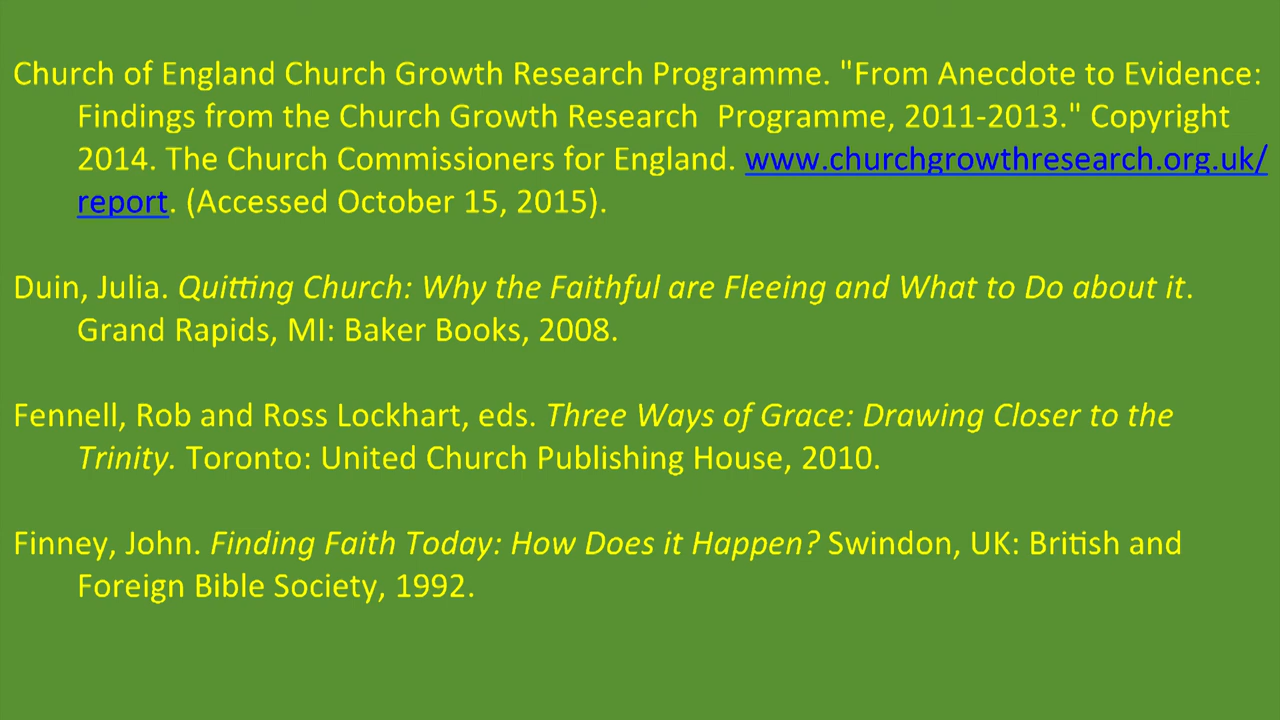 Church of England Church Growth Research Programme. "From Anecdote to Evidence:
Findings from the Church Growth Research Programme, 2011-2013." Copyright
2014. The Church Commissioners for England. www.churchgrowthresearch.org.uk/
report. (Accessed October 15, 2015).
Duin, Julia. Quitting Church: Why the Faithful are Fleeing and What to Do about it.
Grand Rapids, MI: Baker Books, 2008.
Fennell, Rob and Ross Lockhart, eds. Three Ways of Grace: Drawing Closer to the
Trinity. Toronto: United Church Publishing House, 2010.
Finney, John. Finding Faith Today: How Does it Happen? Swindon, UK: British and
Foreign Bible Society, 1992.